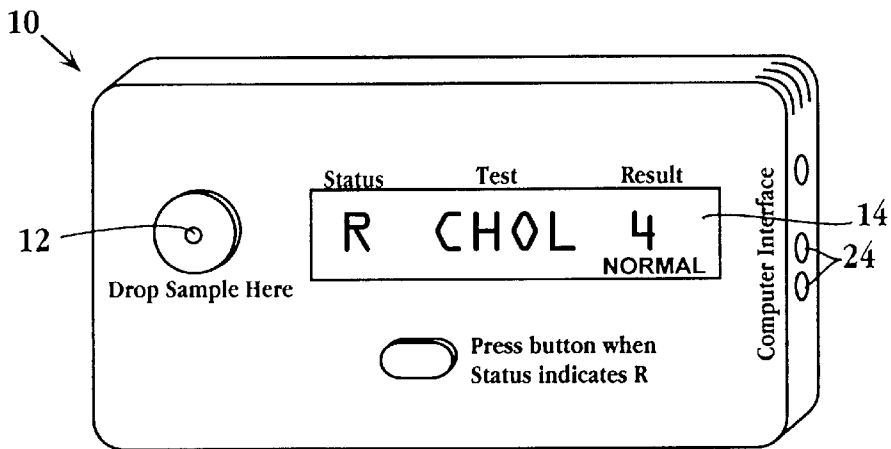 10
Status Test Result
R CHOL 4
NORMAL
14
12
24
Drop Sample Here
Computer Interface
Press button when
Status indicates R